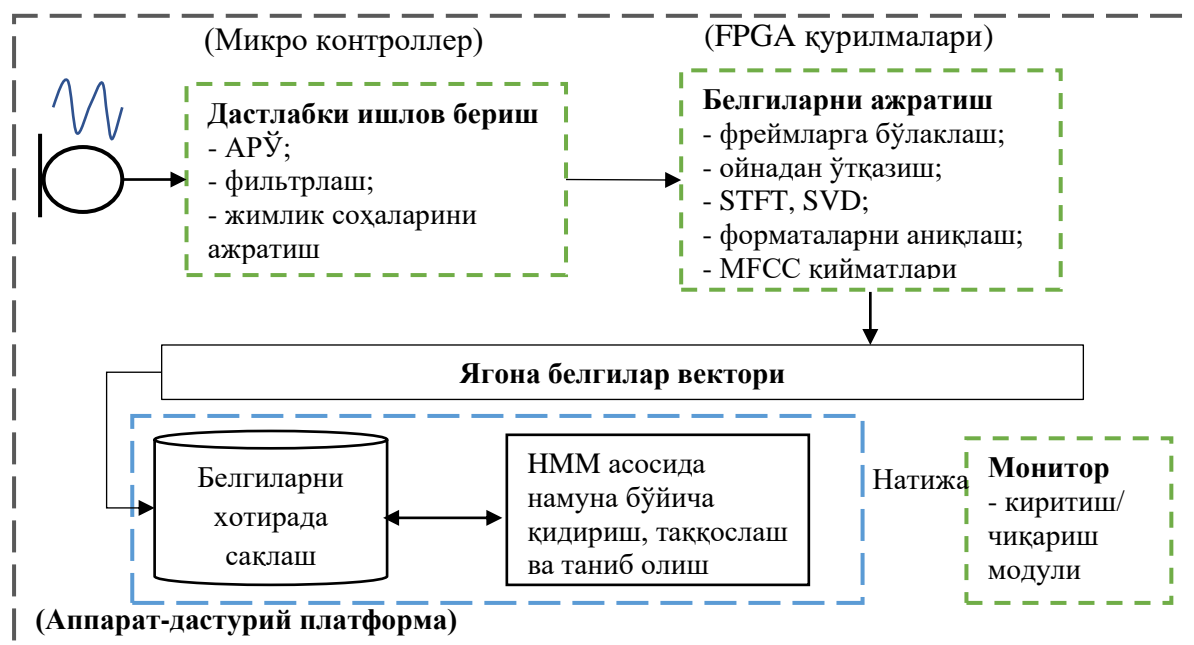 (Микро контроллер)
(FPGA қурилмалари)
Дастлабки ишлов бериш
- АРЎ;
- фильтрлаш;
- жимлик соҳаларини
ажратиш
Белгиларни ажратиш
- фреймларга бўлаклаш;
- ойнадан ўтказиш;
- STFT, SVD;
- форматаларни аниқлаш;
- MFCC қийматлари
Ягона белгилар вектори
Белгиларни
хотирада
сақлаш
HMM асосида
намуна бўйича
қидириш, таққослаш
ва таниб олиш
Натижа
Монитор
- киритиш/
чиқариш
модули
(Аппарат-дастурий платформа)